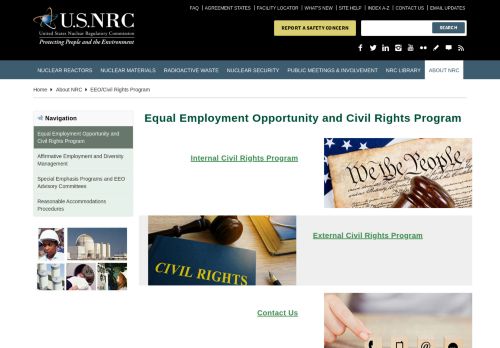 FAQ | AGREEMENT STATES | FACILITY LOCATOR | WHAT'S NEW | SITE HELP | INDEX A-Z | CONTACT US | EMAIL UPDATES
U.S.NRC
United States Nuclear Regulatory Commission
Protecting People and the Environment
REPORT A SAFETY CONCERN
SEARCH
NUCLEAR REACTORS NUCLEAR MATERIALS RADIOACTIVE WASTE NUCLEAR SECURITY PUBLIC MEETINGS & INVOLVEMENT NRC LIBRARY ABOUT NRC
Home About NRC EEO/Civil Rights Program
Navigation
Equal Employment Opportunity and
Civil Rights Program
Affirmative Employment and Diversity
Management
Special Emphasis Programs and EEO
Advisory Committees
Reasonable Accommodations
Procedures
Equal Employment Opportunity and Civil Rights Program
Internal Civil Rights Program
We the People
CIVIL RIGHTS
External Civil Rights Program
Contact Us